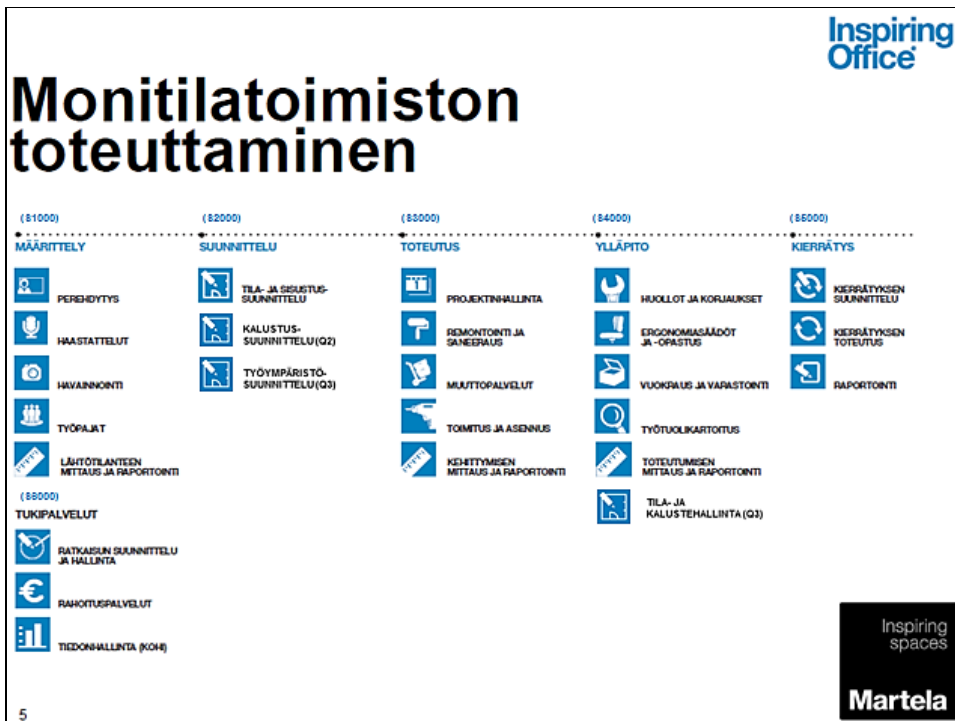 Inspiring
Office
Monitilatoimiston
toteuttaminen
(81000)
MÄÄRITTELY
PEREHDYTYS
HAASTATTELUT
HAVAINNOINTI
TYÖPAJAT
LÄHTÖTILANTEEN
MITTAUS JA RAPORTOINTI
(86000)
TUKIPALVELUT
RATKAISUN SUUNNITTELU
JA HALLINTA
RAHOITUSPALVELUT
TIEDONHALLINTA (KOHI)
(82000)
SUUNNITTELU
TILA- JA SISUSTUS-
SUUNNITTELU
KALUSTUS-
SUUNNITTELU (Q2)
TYÖYMPÄRISTÖ-
SUUNNITTELU (Q3)
(83000)
TOTEUTUS
PROJEKTINHALLINTA
REMONTOINTI JA
SANEERAUS
MUUTTOPALVELUT
TOIMITUS JA ASENNUS
KEHITTYMISEN
MITTAUS JA RAPORTOINTI
(84000)
YLLÄPITO
HUOLLOT JA KORJAUKSET
ERGONOMIASÄÄDÖT
JA -OPASTUS
VUOKRAUS JA VARASTOINTI
TYÖTUOLIKARTOITUS
TOTEUTUMISEN
MITTAUS JA RAPORTOINTI
TILA- JA
KALUSTEHALLINTA (Q3)
(85000)
KIERRÄTYS
KIERRÄTYKSEN
SUUNNITTELU
KIERRÄTYKSEN
TOTEUTUS
RAPORTOINTI
Inspiring
spaces
Martela
5